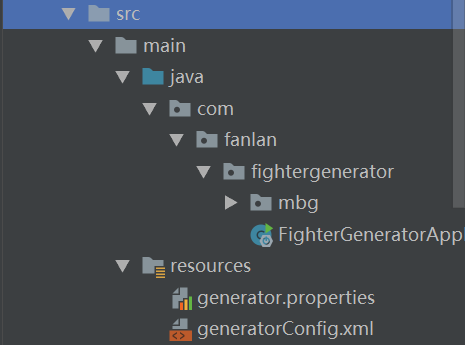 src
main
java
com
fanlan
fightergenerator
mbg
FighterGeneratorAppl
resources
generator.properties
generatorConfig.xml